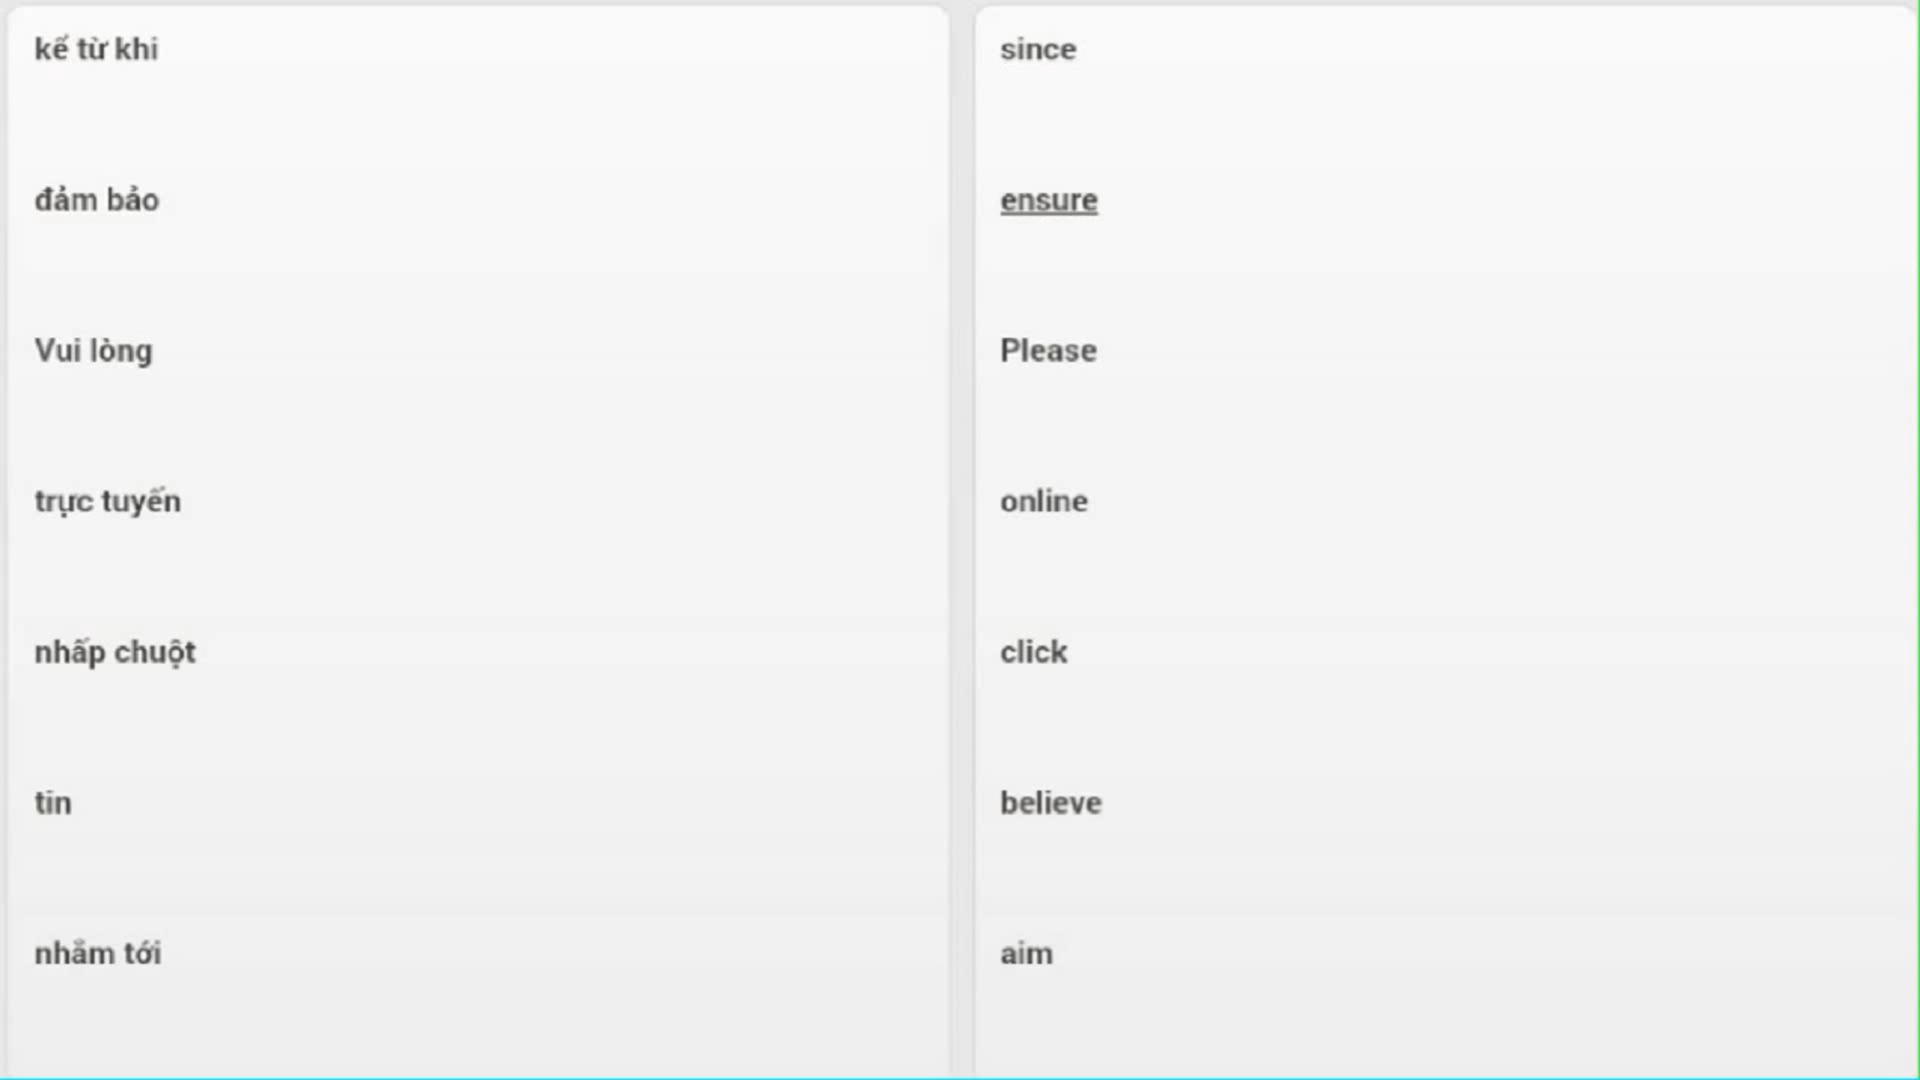 kể từ khi
since
đảm bảo
ensure
Vui lòng
Please
trực tuyến
online
nhấp chuột
click
tin
believe
nhắm tới
aim